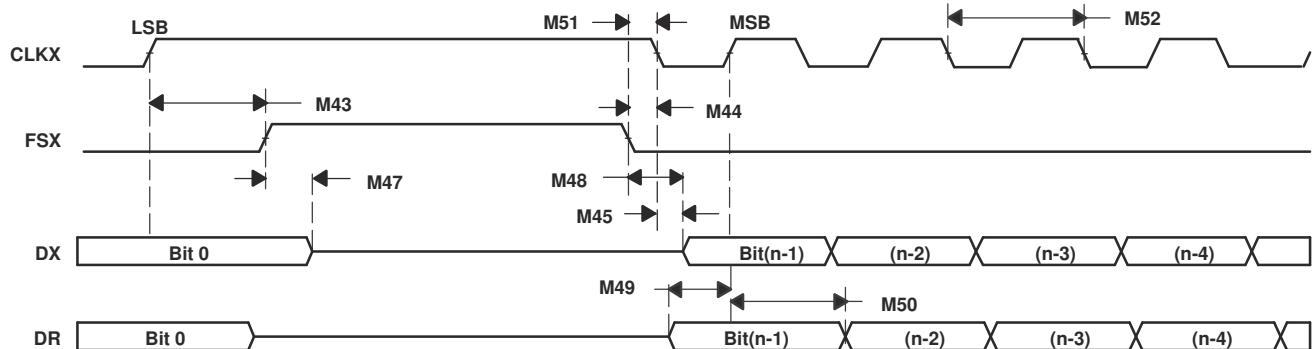 LSB M51 MSB M52
CLKX
M43 M44
FSX
M47 M48
M45
DX Bit 0 Bit(n-1) (n-2) (n-3) (n-4)
M49 M50
DR Bit 0 Bit(n-1) (n-2) (n-3) (n-4)